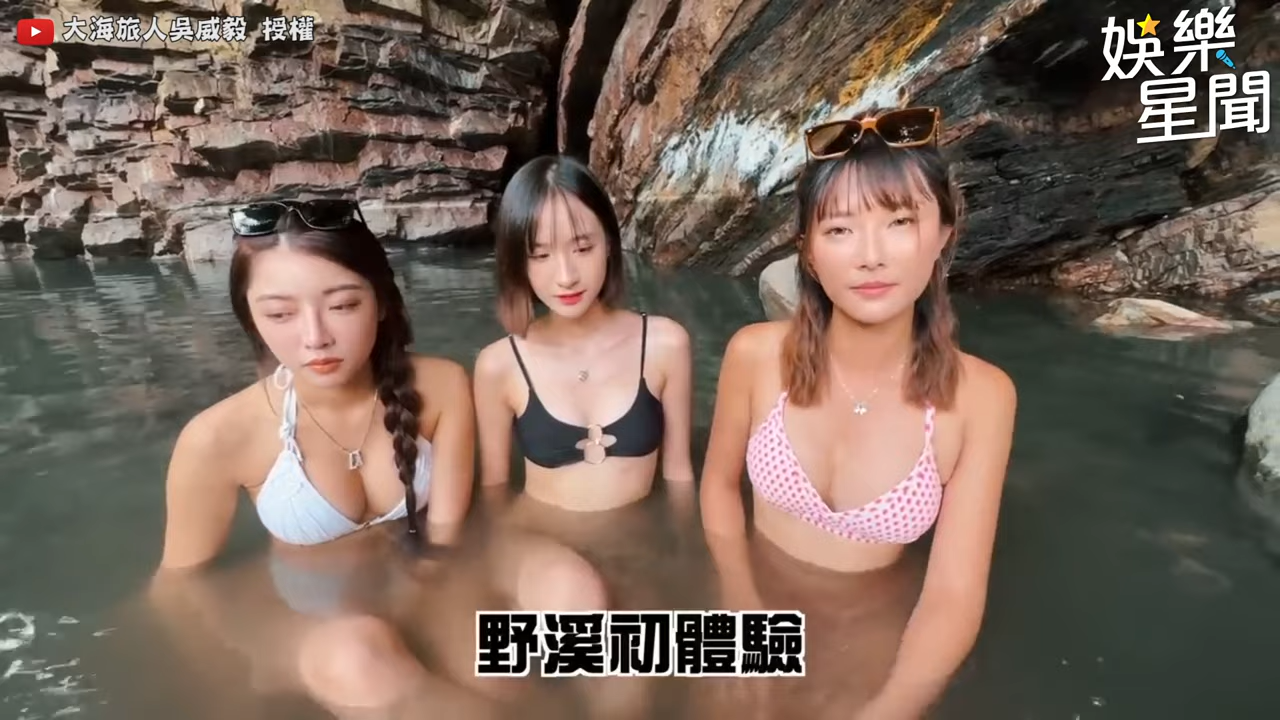 大海旅人吳威毅 授權
娛樂
星聞
野溪初體驗